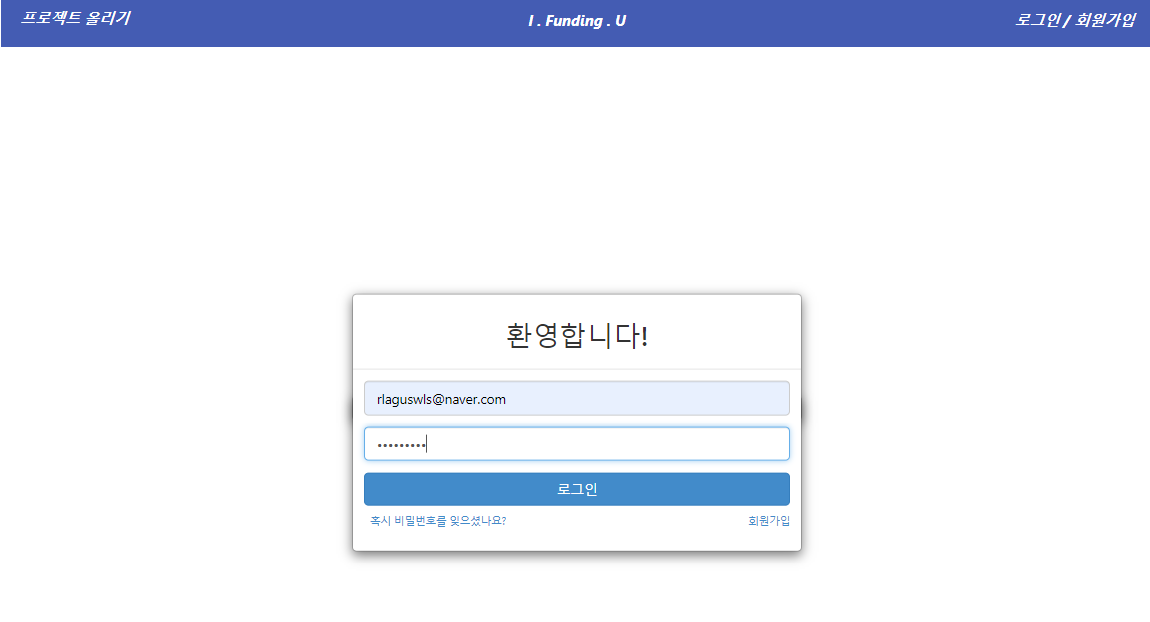 프로젝트 올리기
I . Funding . U
로그인 / 회원가입
환영합니다!
rlaguswls@naver.com
•••••••••
로그인
혹시 비밀번호를 잊으셨나요?
회원가입